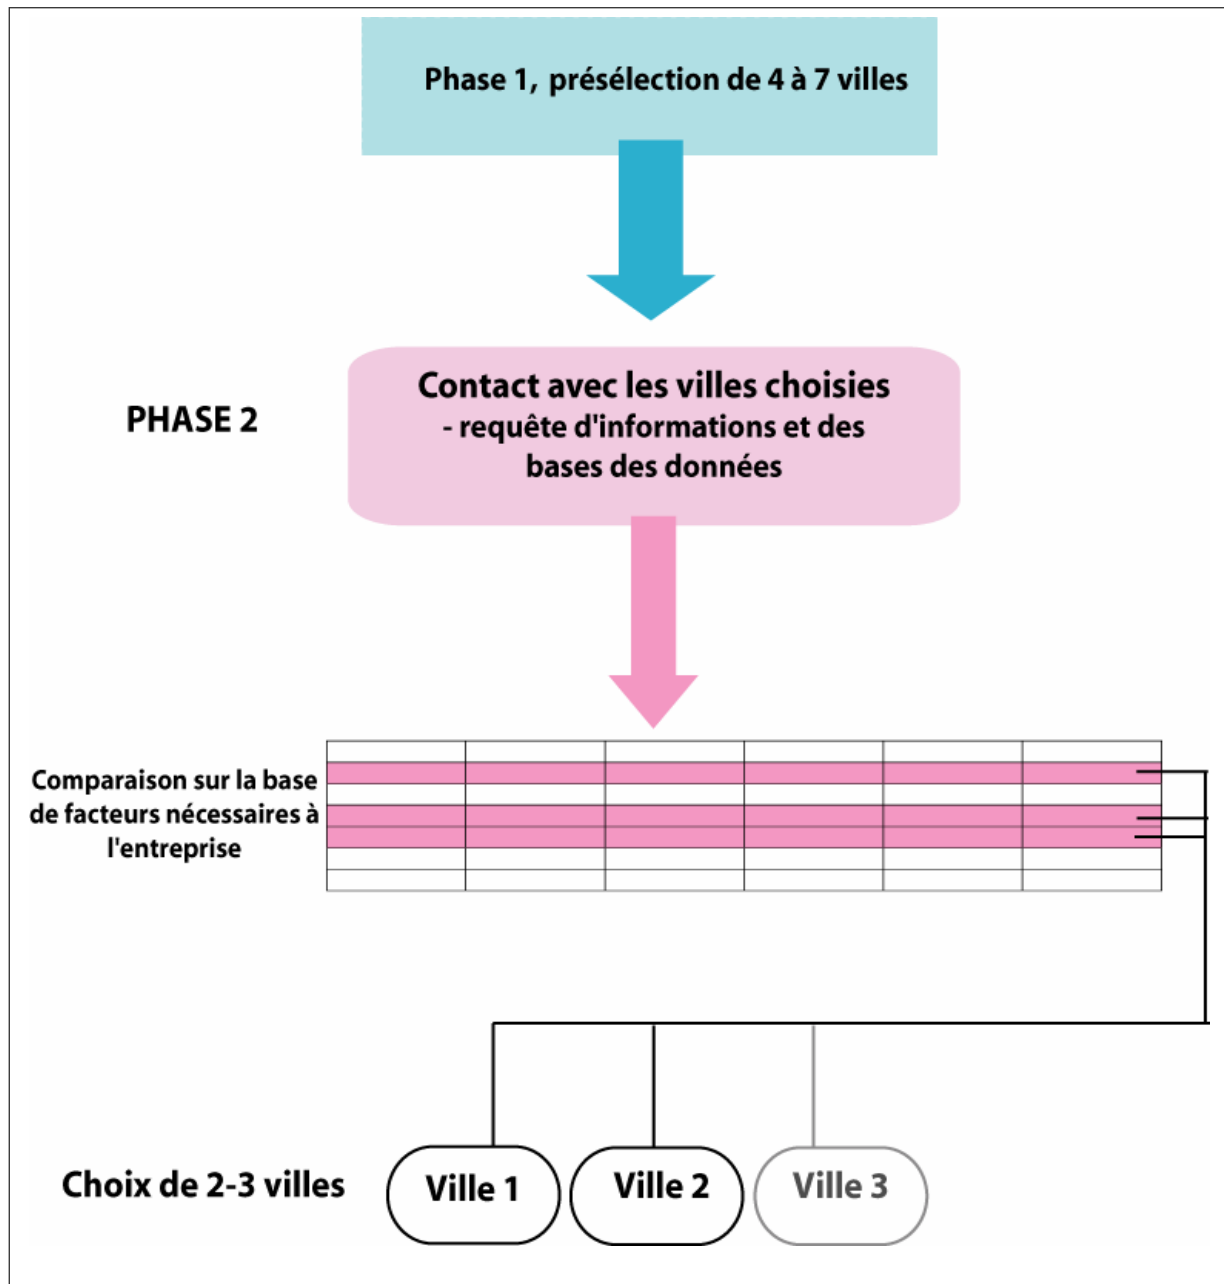 Phase 1, présélection de 4 à 7 villes
PHASE 2
Contact avec les villes choisies
- requête d'informations et des
bases des données
Comparaison sur la base
de facteurs nécessaires à
l'entreprise
Choix de 2-3 villes
Ville 1
Ville 2
Ville 3